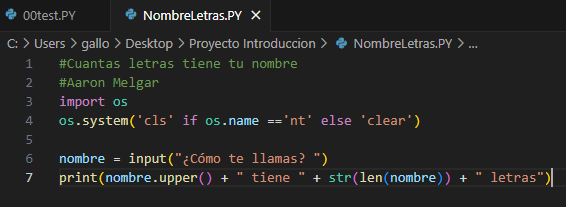 00test.PY NombreLetras.PY ×
C: > Users > gallo > Desktop > Proyecto Introduccion > NombreLetras.PY > ...
1 #Cuantas letras tiene tu nombre
2 #Aaron Melgar
3 import os
4 os.system('cls' if os.name =='nt' else 'clear')
5
6 nombre = input("¿Cómo te llamas? ")
7 print(nombre.upper() + " tiene " + str(len(nombre)) + " letras")